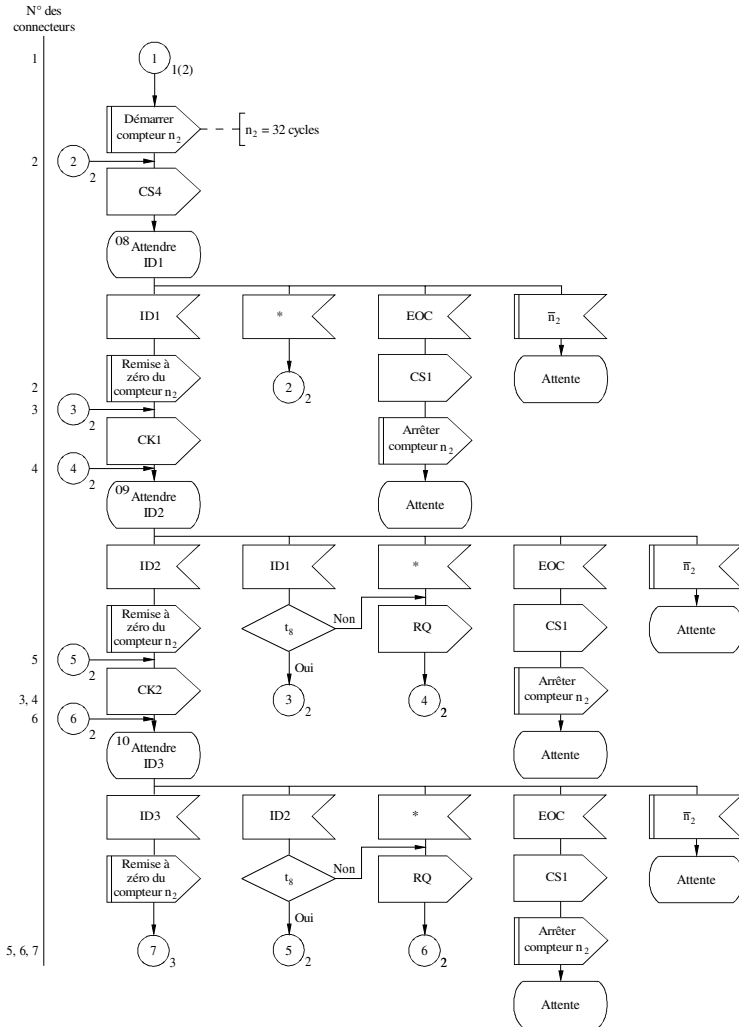 N° des
connecteurs
1
1
1(2)
Démarrer
compteur n2
n2 = 32 cycles
2
2
2
CS4
08 Attendre
ID1
ID1
*
EOC
n̅2
Remise à
zéro du
compteur n2
2
2
CS1
Attente
2
3
3
2
CK1
Arrêter
compteur n2
4
4
2
09 Attendre
ID2
Attente
ID2
ID1
*
EOC
n̅2
Remise à
zéro du
compteur n2
t8
Non
RQ
CS1
Attente
Oui
5
5
2
CK2
3
2
4
2
Arrêter
compteur n2
3, 4
6
6
2
10 Attendre
ID3
Attente
ID3
ID2
*
EOC
n̅2
Remise à
zéro du
compteur n2
t8
Non
RQ
CS1
Attente
Oui
5, 6, 7
7
3
5
2
6
2
Arrêter
compteur n2
Attente